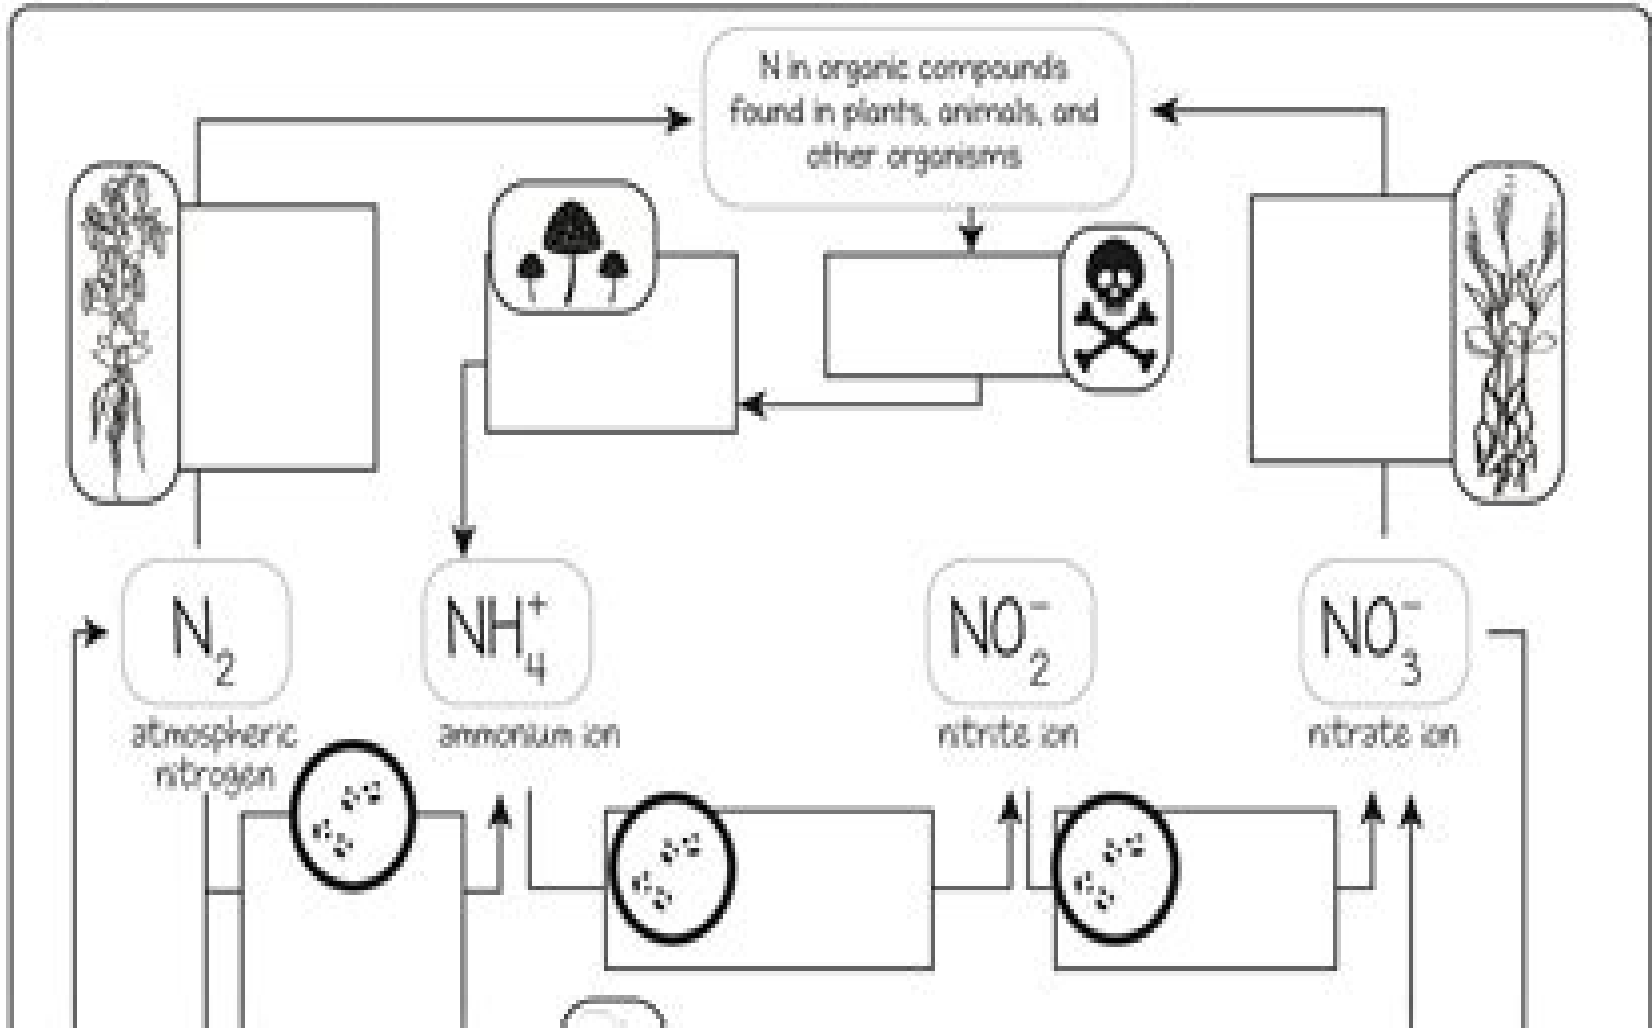 N in organic compounds
found in plants, animals, and
other organisms
N₂
NH₄⁺
NO₂⁻
NO₃⁻
atmospheric
nitrogen
ammonium ion
nitrite ion
nitrate ion